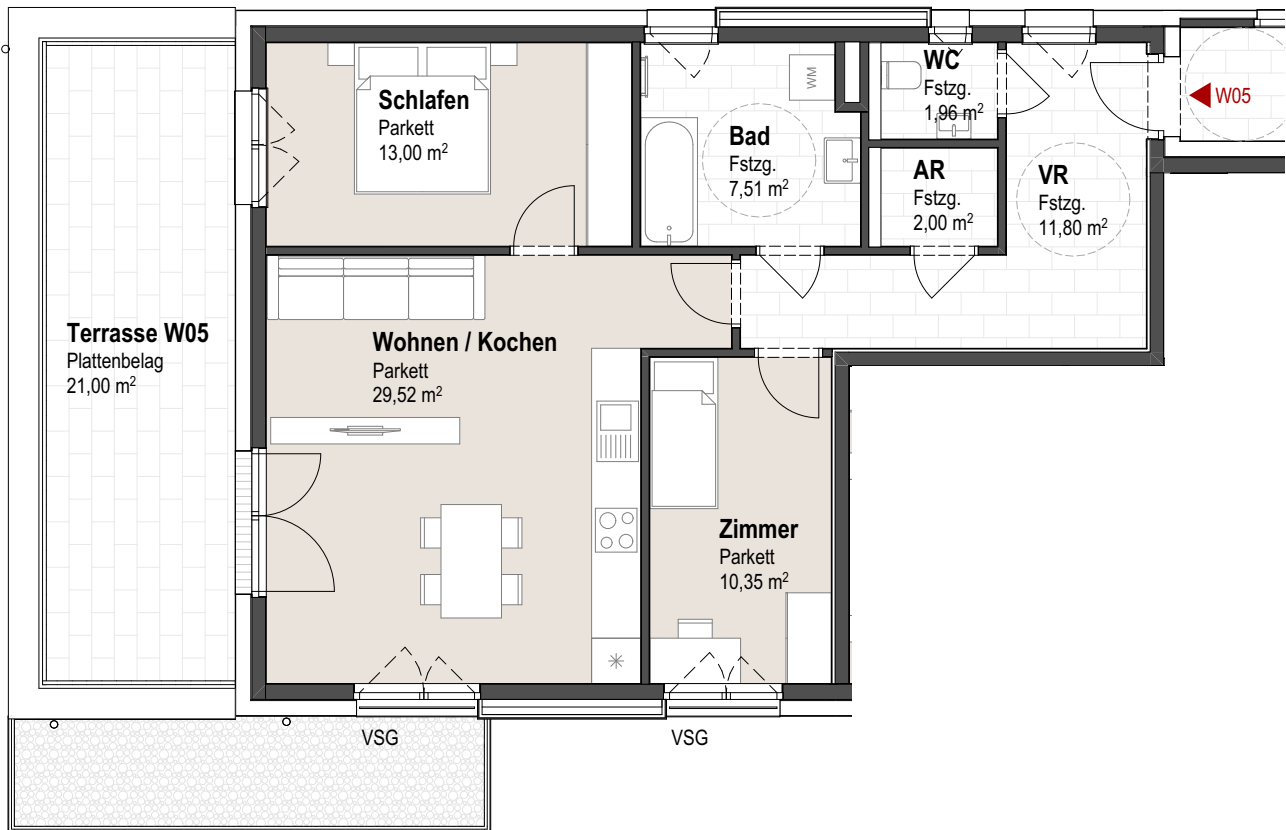 Schlafen
Parkett
13,00 m²
Bad
Fstzg.
7,51 m²
WM
WC
Fstzg.
1,96 m²
AR
Fstzg.
2,00 m²
VR
Fstzg.
11,80 m²
W05
Terrasse W05
Plattenbelag
21,00 m²
Wohnen / Kochen
Parkett
29,52 m²
Zimmer
Parkett
10,35 m²
VSG
VSG